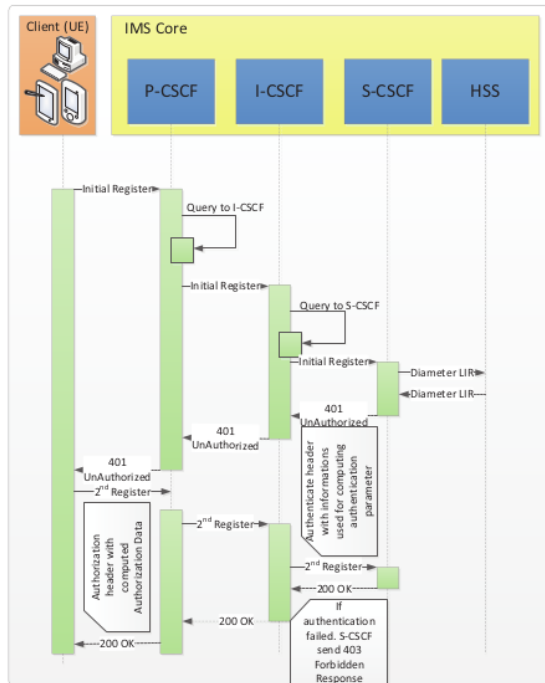 Client (UE)
IMS Core
P-CSCF
I-CSCF
S-CSCF
HSS
Initial Register
Query to I-CSCF
Initial Register
Query to S-CSCF
Initial Register
Diameter LIR
Diameter LIR
401
UnAuthorized
401
UnAuthorized
401
UnAuthorized
Authenticate header
with informations
used for computing
authentication
parameter
2nd Register
Authorization
header with
computed
Authorization Data
2nd Register
2nd Register
200 OK
200 OK
200 OK
If
authentication
failed. S-CSCF
send 403
Forbidden
Response